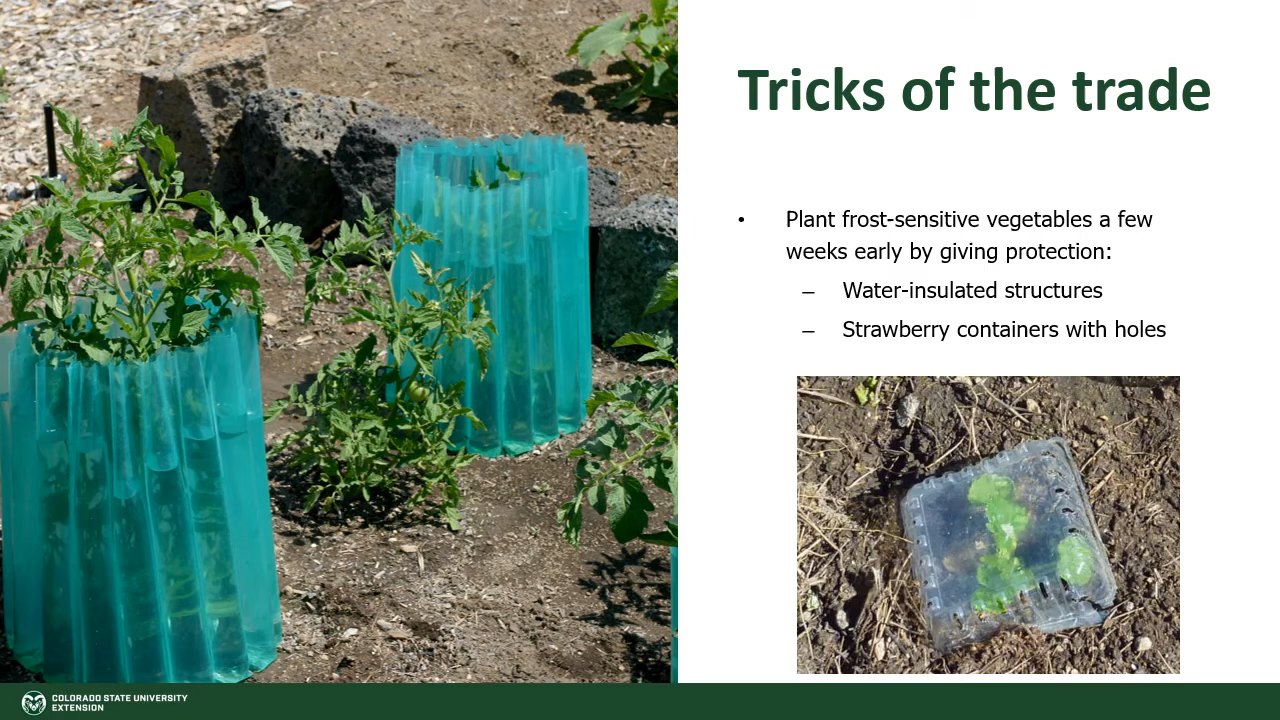 Tricks of the trade
• Plant frost-sensitive vegetables a few
weeks early by giving protection:
– Water-insulated structures
– Strawberry containers with holes
COLORADO STATE UNIVERSITY
EXTENSION